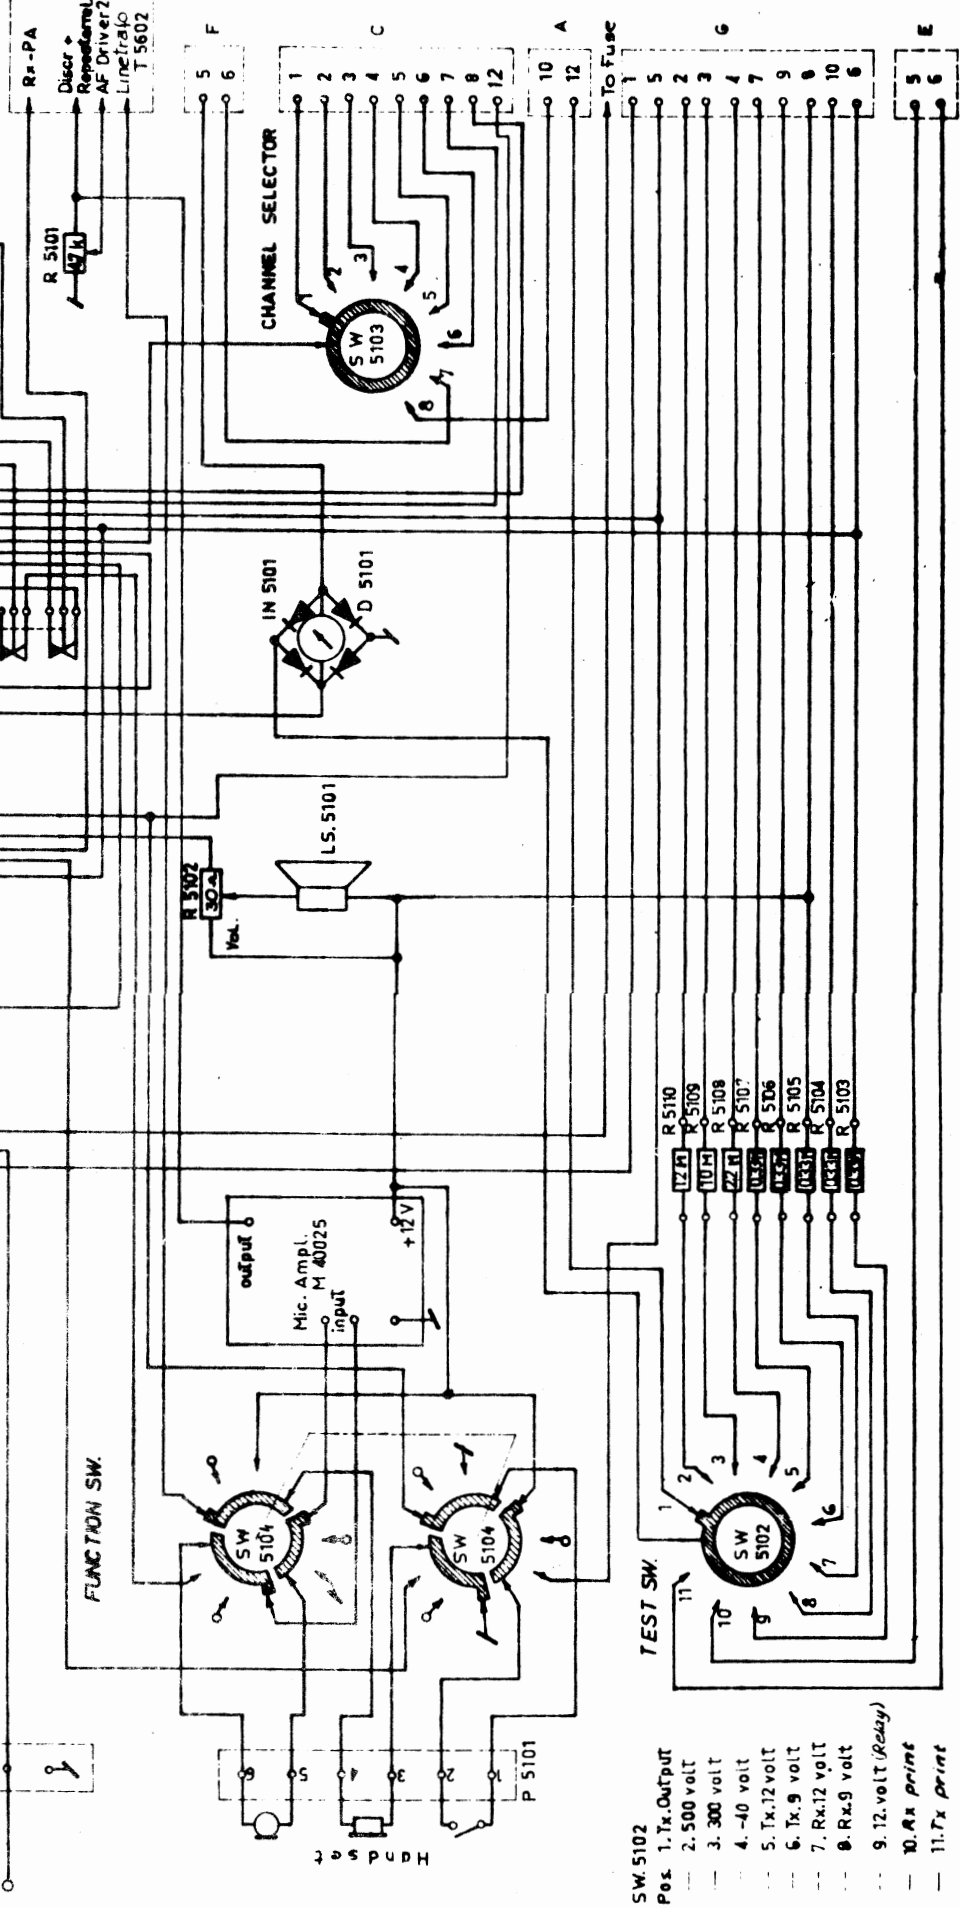 Rx-PA
Discr +
AF Driver2
Linetrafo
T 5602
F
5
6
C
1
2
3
4
5
6
7
8
12
A
10
12
To Fuse
G
1
5
2
3
4
7
9
8
10
6
E
5
6
R 5101
47 k
CHANNEL SELECTOR
1
2
3
4
5
6
7
8
SW
5103
IN 5101
D 5101
R 5102
30Ω
Vol.
LS. 5101
R 5110
R 5109
R 5108
R 5107
R 5106
R 5105
R 5104
R 5103
12 M
10 M
22 M
output
Mic. Ampl.
M 40025
input
+12V
FUNCTION SW.
SW
5104
SW
5104
TEST SW.
1
2
3
4
5
6
7
8
9
10
11
SW
5102
6
5
4
3
2
1
P 5101
Handset
SW. 5102
Pos. 1. Tx. Output
-- 2. 500 volt
-- 3. 300 volt
-- 4. -40 volt
-- 5. Tx. 12 volt
-- 6. Tx. 9 volt
-- 7. Rx. 12 volt
-- 8. Rx. 9 volt
-- 9. 12. volt (Relay)
— 10. Rx print
— 11. Tx print